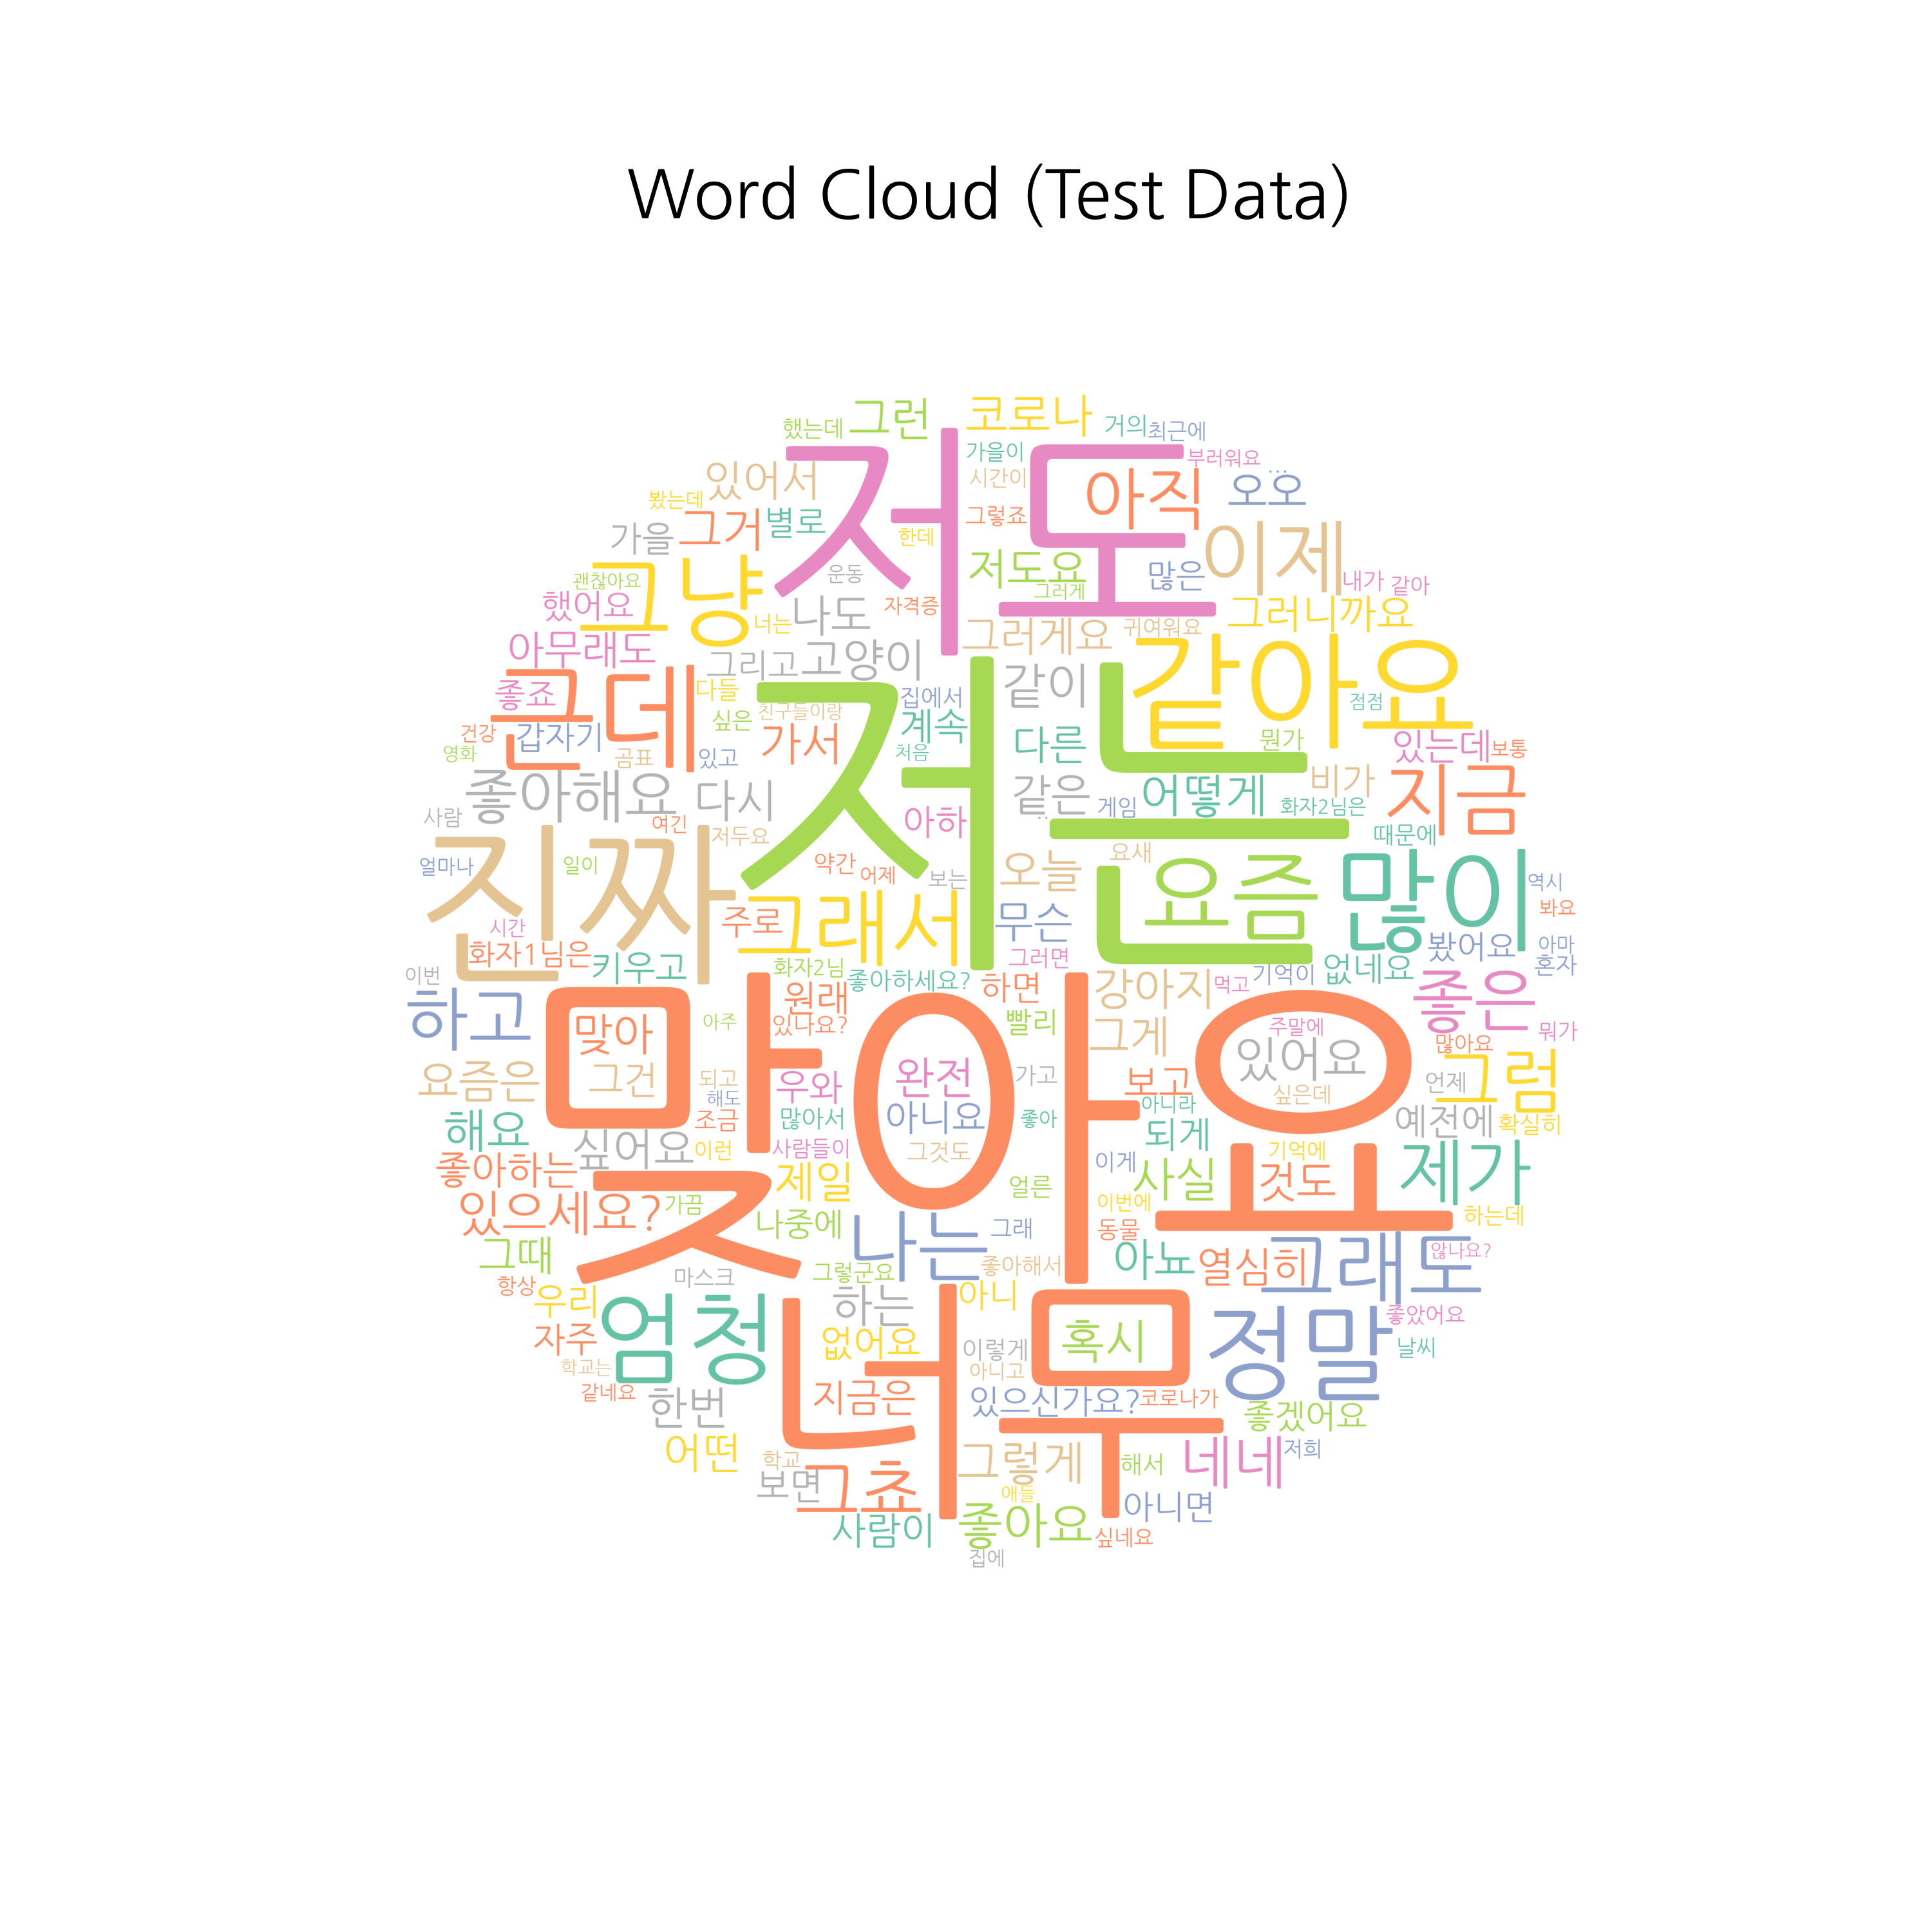 Word Cloud (Test Data)
했는데 그런 코로나 거의 최근에
가을이 부러워요
있어서 저도 시간이 아직 오오 …
봤는데 그거 별로 그렇죠 이제
가을 한데
그냥 운동 저도요 많은 내가 같아
괜찮아요 그러게
했어요 너는 나도 자격증 그러니까요
아무래도 그러게요 귀여워요
그리고 고양이 같이 같아요
좋죠 근데 다들 집에서 점점
싶은 친구들이랑 계속
건강 갑자기 가서 다른 뭔가 있는데 보통
영화 곰표 있고 처음
좋아해요 다시 저는 같은 어떻게 비가 지금
사람 아하 .. 게임 화자2님은
여긴 저두요 때문에
얼마나 진짜 일이 약간 어제 보는 오늘 요새 요즘 많이 역시
시간 주로 그래서 무슨 봐요
화자1님은 키우고 화자2님 그러면 봤어요 아마
이번 좋아하세요? 하면 강아지 먹고 기억이 없네요 혼자
하고 원래 좋은
맞아 아주 있나요? 빨리 그게 주말에 뭐가
있어요 많아요
요즘은 그건 되고 우와 완전 가고 보고 싶은데 언제 그럼
해도 맞아요
해요 조금 많아서 아니요 좋아 아니라 예전에 확실히
싶어요 이런 사람들이 그것도 되게 기억에
좋아하는 제일 이게 사실 것도 제가
얼른
있으세요? 가끔 나중에 이번에 하는데
그때 나는 그래 동물
그렇군요 좋아해서 아뇨 열심히 그래도 않나요?
항상 우리 마스크 하는 아니
엄청 좋았어요
자주 없어요 너무 이렇게 혹시 정말 날씨
학교는 아니고
같네요 한번 지금은 있으신가요? 코로나가 좋겠어요
어떤 그렇게 네네 저희
학교 해서
보면 그쵸 애들 아니면
사람이 좋아요 싶네요
집에